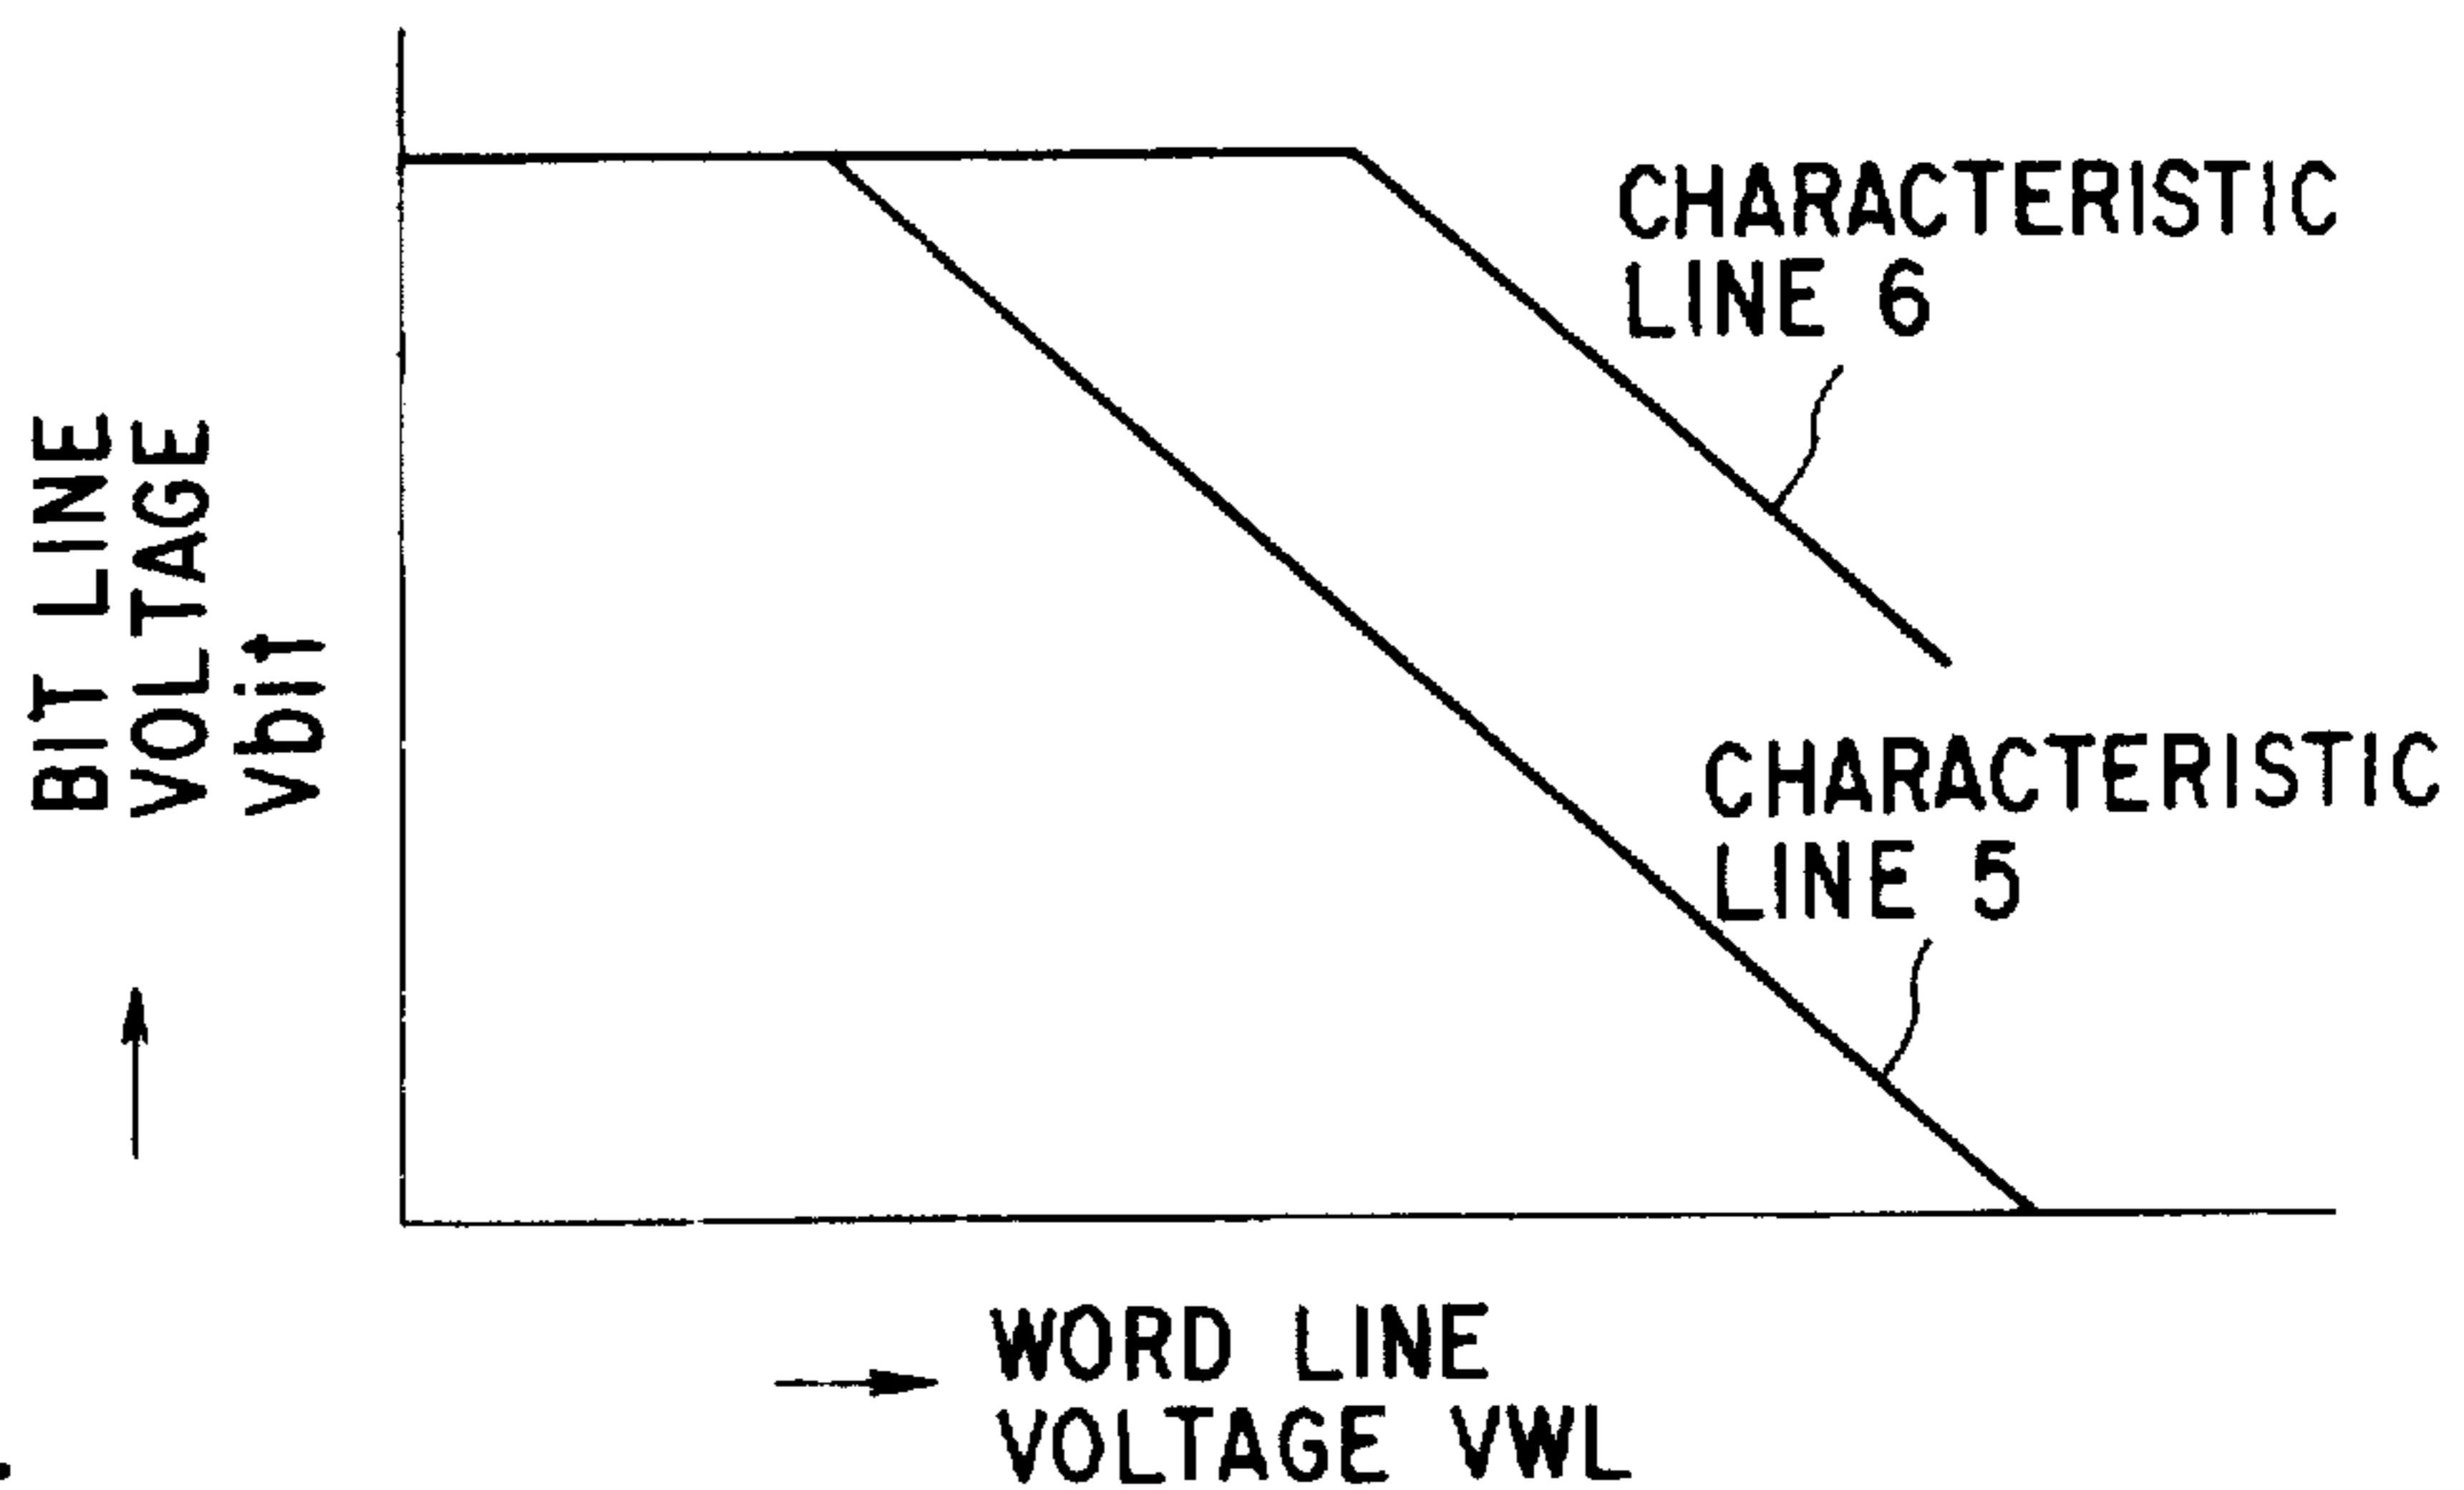 BIT LINE
VOLTAGE
Vbit
CHARACTERISTIC
LINE 6
CHARACTERISTIC
LINE 5
WORD LINE
VOLTAGE VWL